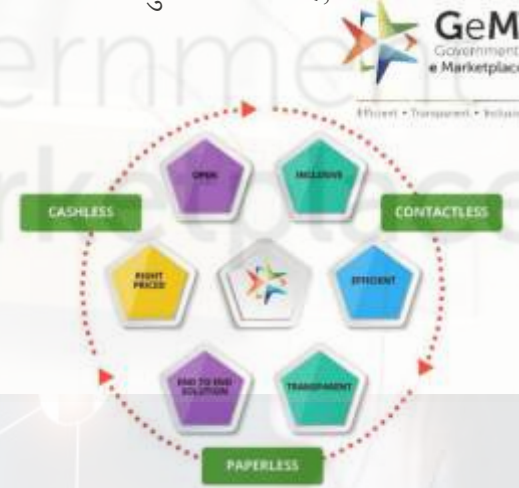 GeM
Government
e Marketplace
Efficient • Transparent • Inclusive
OPEN
INCLUSIVE
CASHLESS
CONTACTLESS
RIGHT
PRICED
EFFICIENT
END TO END
SOLUTION
TRANSPARENT
PAPERLESS